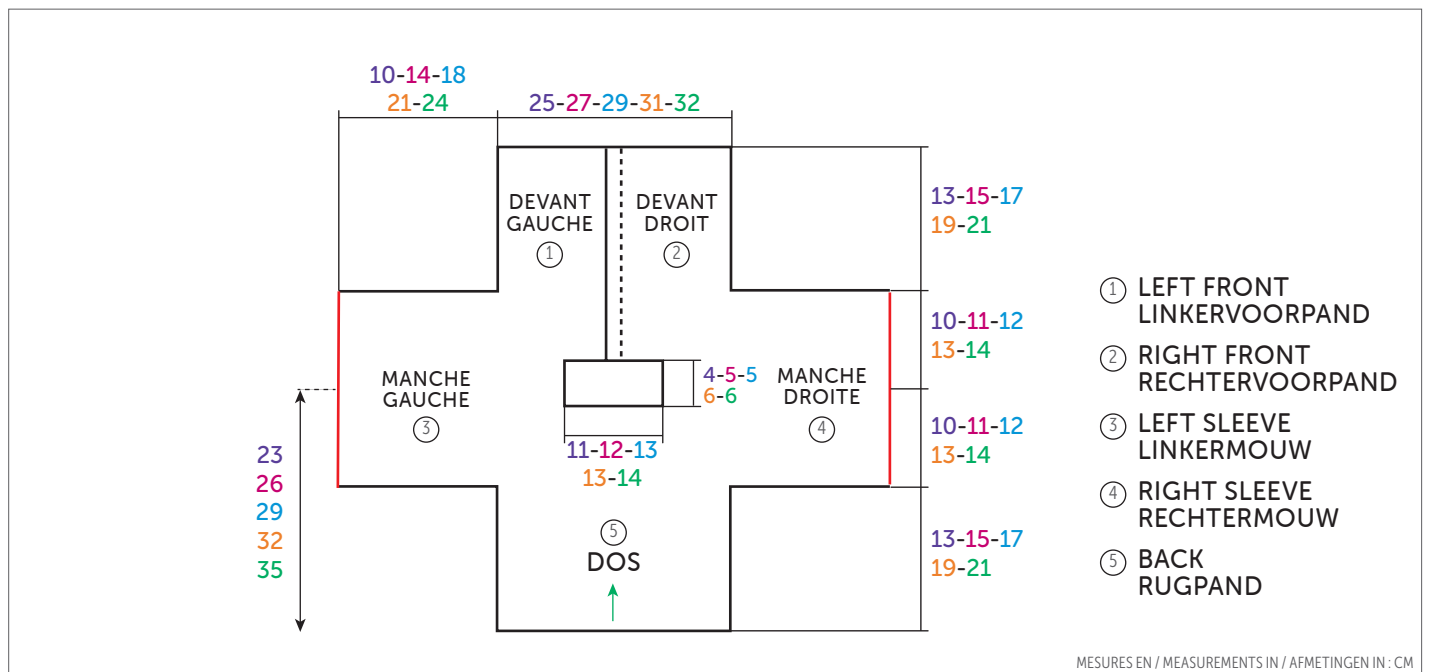 10-14-18
21-24
25-27-29-31-32
DEVANT
GAUCHE
1
DEVANT
DROIT
2
13-15-17
19-21
MANCHE
GAUCHE
3
4-5-5
6-6
11-12-13
13-14
MANCHE
DROITE
4
10-11-12
13-14
10-11-12
13-14
23
26
29
32
35
5
DOS
13-15-17
19-21
1 LEFT FRONT
LINKERVOORPAND
2 RIGHT FRONT
RECHTERVOORPAND
3 LEFT SLEEVE
LINKERMOUW
4 RIGHT SLEEVE
RECHTERMOUW
5 BACK
RUGPAND
MESURES EN / MEASUREMENTS IN / AFMETINGEN IN : CM